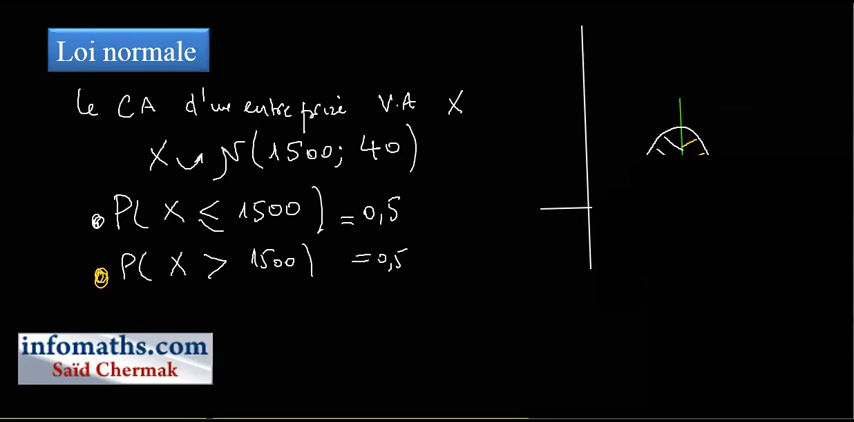 Loi normale
le CA d'une entreprise V.A X
X ↝ N(1500; 40)
P( X ≤ 1500 ) = 0,5
P( X > 1500) = 0,5
infomaths.com
Saïd Chermak